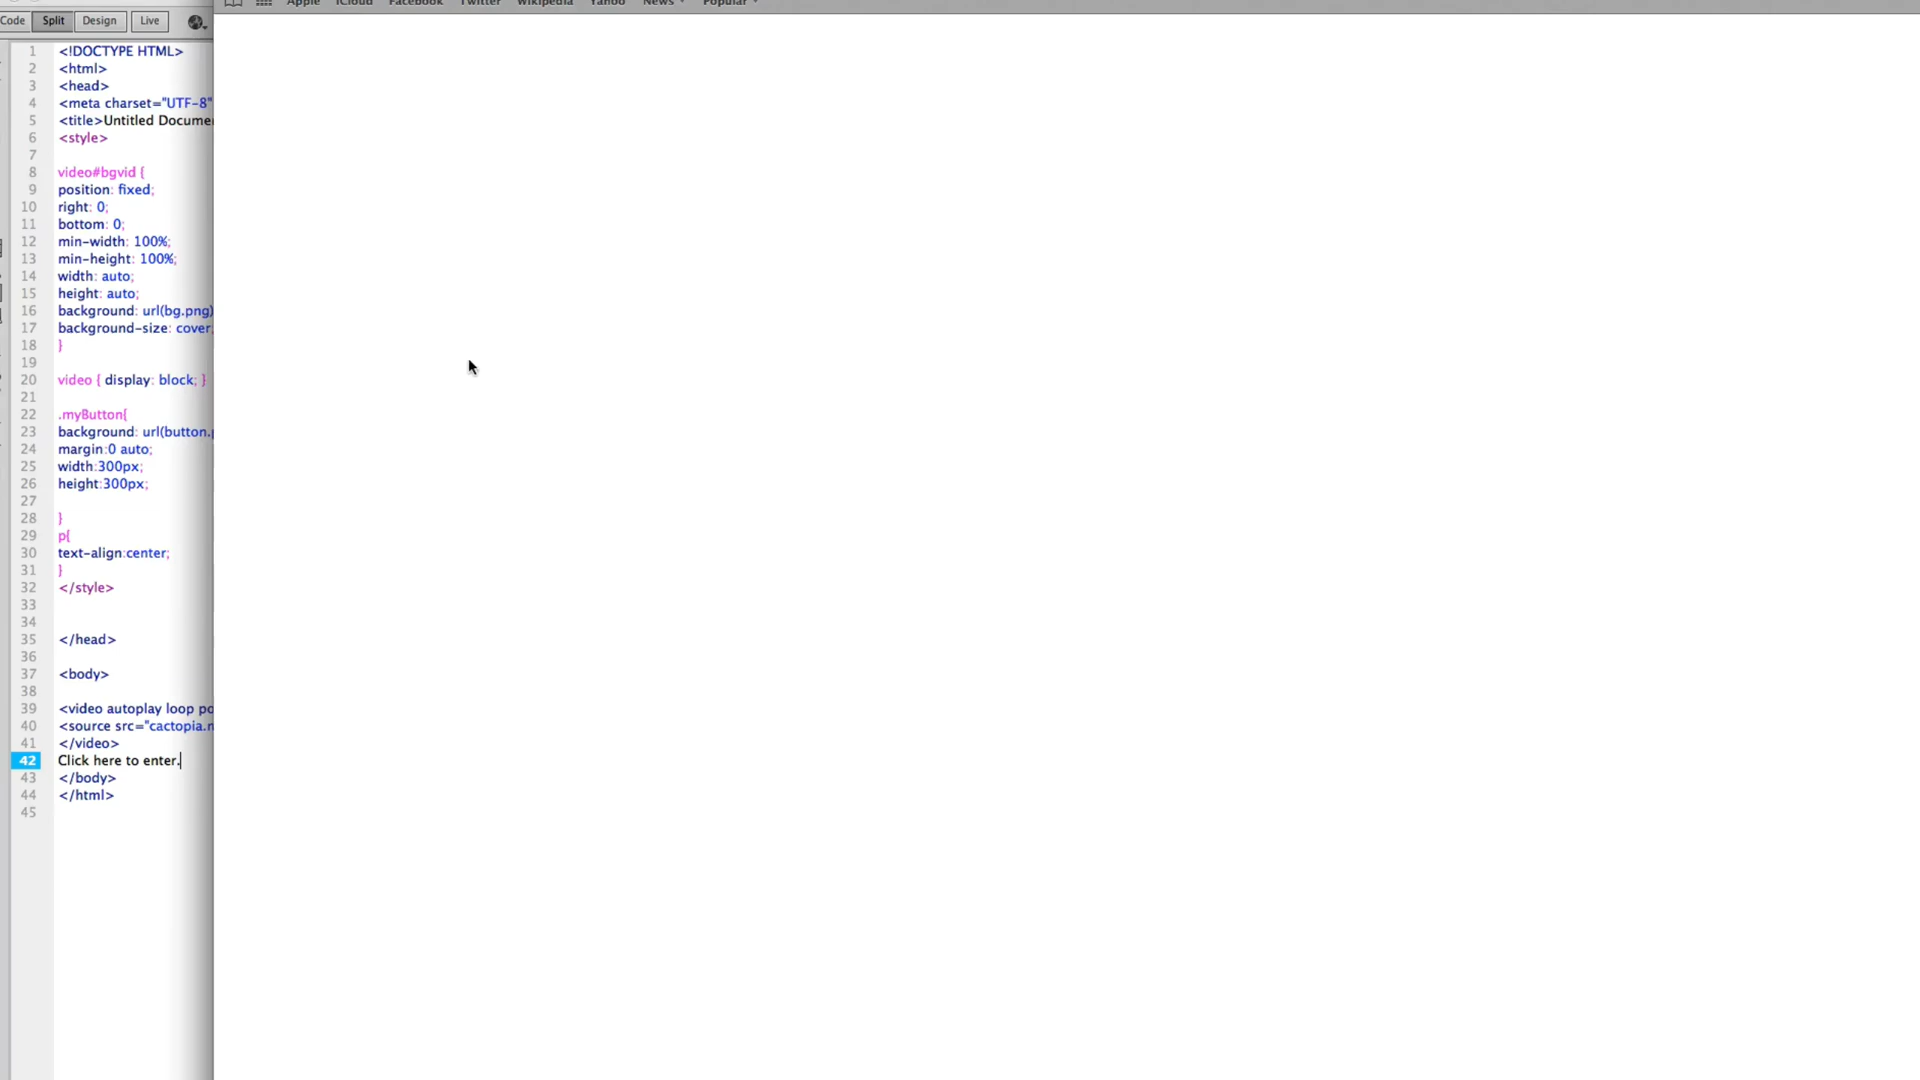 Apple iCloud Facebook Twitter Wikipedia Yahoo News Popular
Code Split Design Live
1 <!DOCTYPE HTML>
2 <html>
3 <head>
4 <meta charset="UTF-8"
5 <title>Untitled Docume
6 <style>
7
8 video#bgvid {
9 position: fixed;
10 right: 0;
11 bottom: 0;
12 min-width: 100%;
13 min-height: 100%;
14 width: auto;
15 height: auto;
16 background: url(bg.png)
17 background-size: cover;
18 }
19
20 video { display: block; }
21
22 .myButton{
23 background: url(button.p
24 margin:0 auto;
25 width:300px;
26 height:300px;
27
28 }
29 p{
30 text-align:center;
31 }
32 </style>
33
34
35 </head>
36
37 <body>
38
39 <video autoplay loop po
40 <source src="cactopia.m
41 </video>
42 Click here to enter.
43 </body>
44 </html>
45